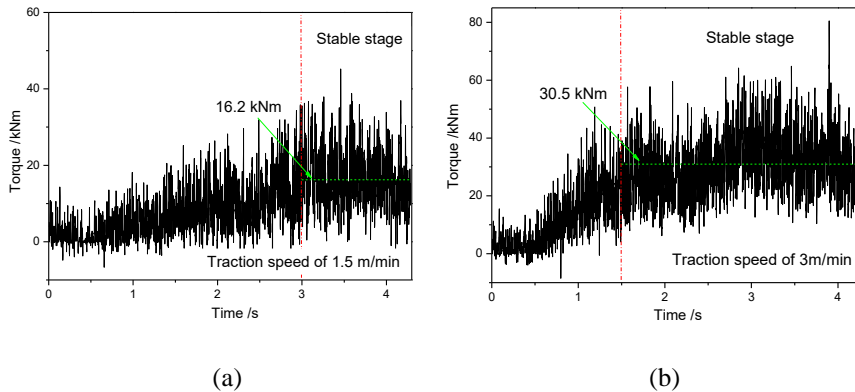 60
40
20
0
Torque /kNm
Stable stage
16.2 kNm
Traction speed of 1.5 m/min
0 1 2 3 4
Time /s
(a)
80
60
40
20
0
Torque /kNm
Stable stage
30.5 kNm
Traction speed of 3m/min
0 1 2 3 4
Time /s
(b)